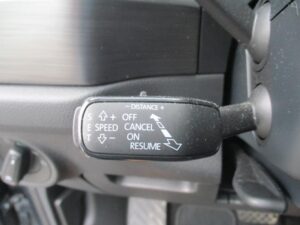 - DISTANCE +
S ⇧ + OFF
E SPEED CANCEL
T ⇩ - ON
RESUME